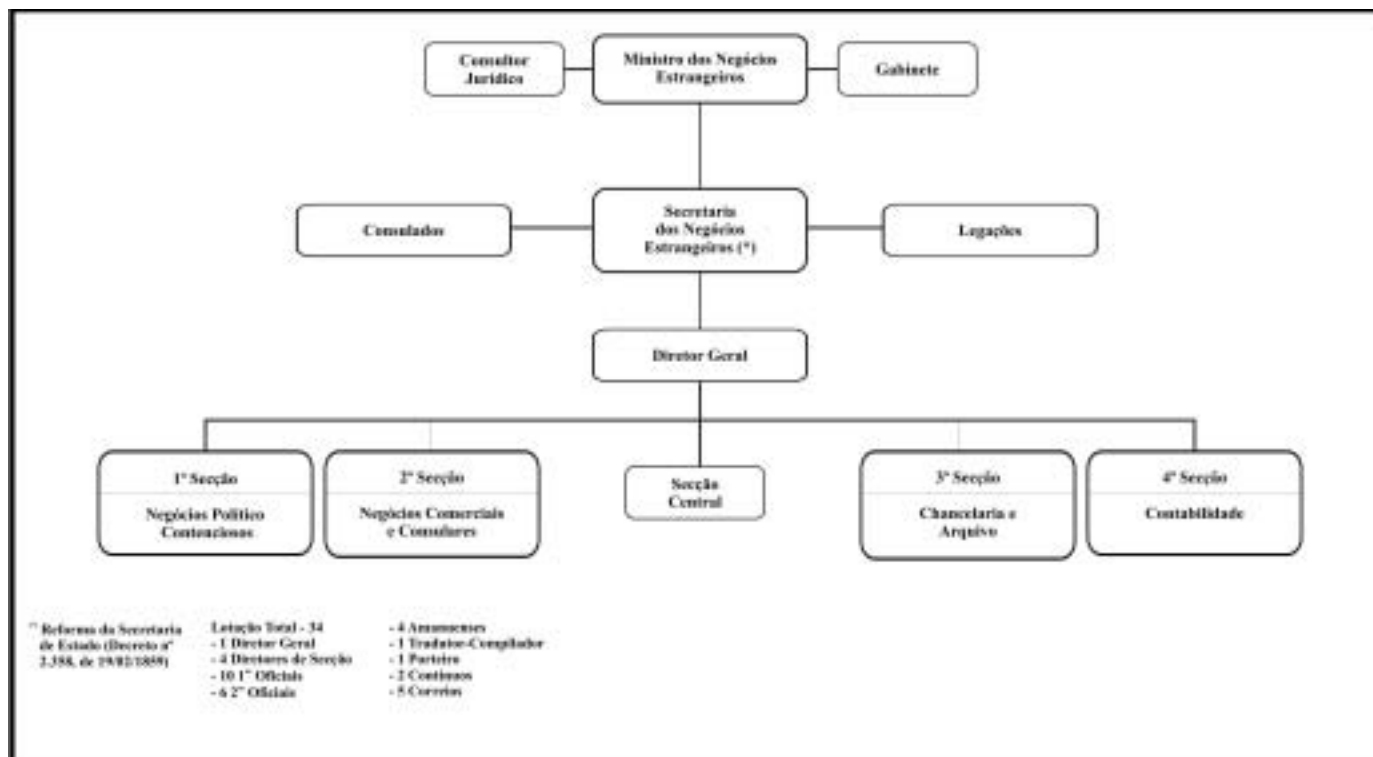 Consultor
Jurídico
Ministro dos Negócios
Estrangeiros
Gabinete
Consulados
Secretaria
dos Negócios
Estrangeiros (*)
Legações
Diretor Geral
1ª Secção
Negócios Político
Contenciosos
2ª Secção
Negócios Comerciais
e Consulares
Secção
Central
3ª Secção
Chancelaria e
Arquivo
4ª Secção
Contabilidade
Reforma da Secretaria
de Estado (Decreto nº
2.358, de 19/02/1859)
Lotação Total - 34
- 1 Diretor Geral
- 4 Diretores de Secção
- 10 1ºˢ Oficiais
- 6 2ºˢ Oficiais
- 4 Amanuenses
- 1 Tradutor-Compilador
- 1 Porteiro
- 2 Contínuos
- 5 Correios